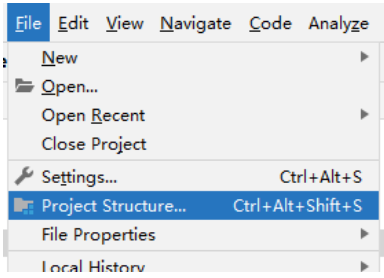 File Edit View Navigate Code Analyze
New
Open...
Open Recent
Close Project
Settings... Ctrl+Alt+S
Project Structure... Ctrl+Alt+Shift+S
File Properties
Local History